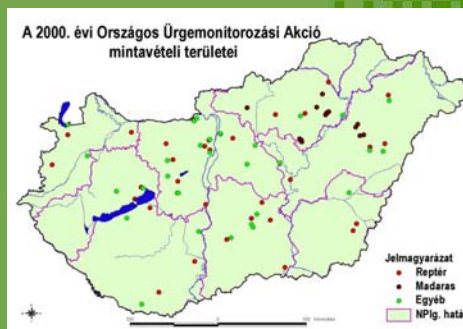 A 2000. évi Országos Ürgemonitorozási Akció
mintavételi területei
Jelmagyarázat
Reptér
Madaras
Egyéb
NPIg. hatá